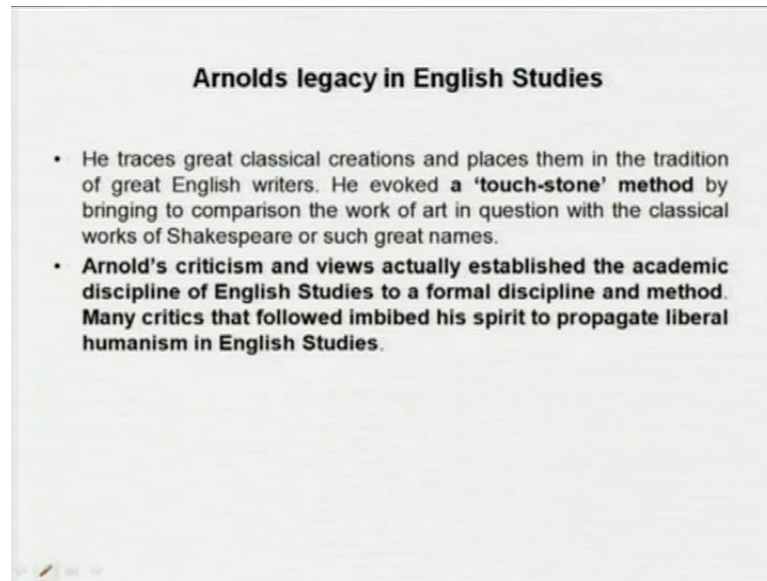 Arnolds legacy in English Studies
• He traces great classical creations and places them in the tradition
of great English writers. He evoked a ‘touch-stone’ method by
bringing to comparison the work of art in question with the classical
works of Shakespeare or such great names.
• Arnold’s criticism and views actually established the academic
discipline of English Studies to a formal discipline and method.
Many critics that followed imbibed his spirit to propagate liberal
humanism in English Studies.